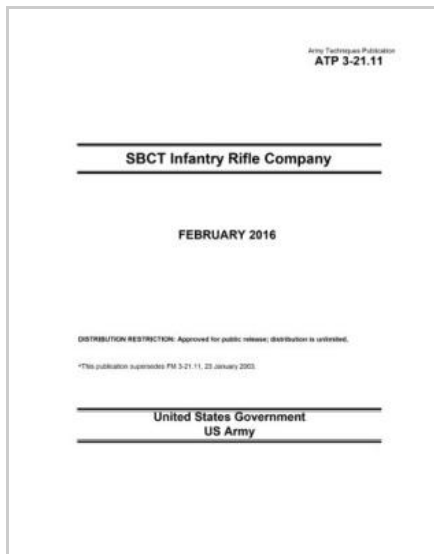 Army Techniques Publication
ATP 3-21.11
SBCT Infantry Rifle Company
FEBRUARY 2016
DISTRIBUTION RESTRICTION: Approved for public release; distribution is unlimited.
*This publication supersedes FM 3-21.11, 23 January 2003.
United States Government
US Army